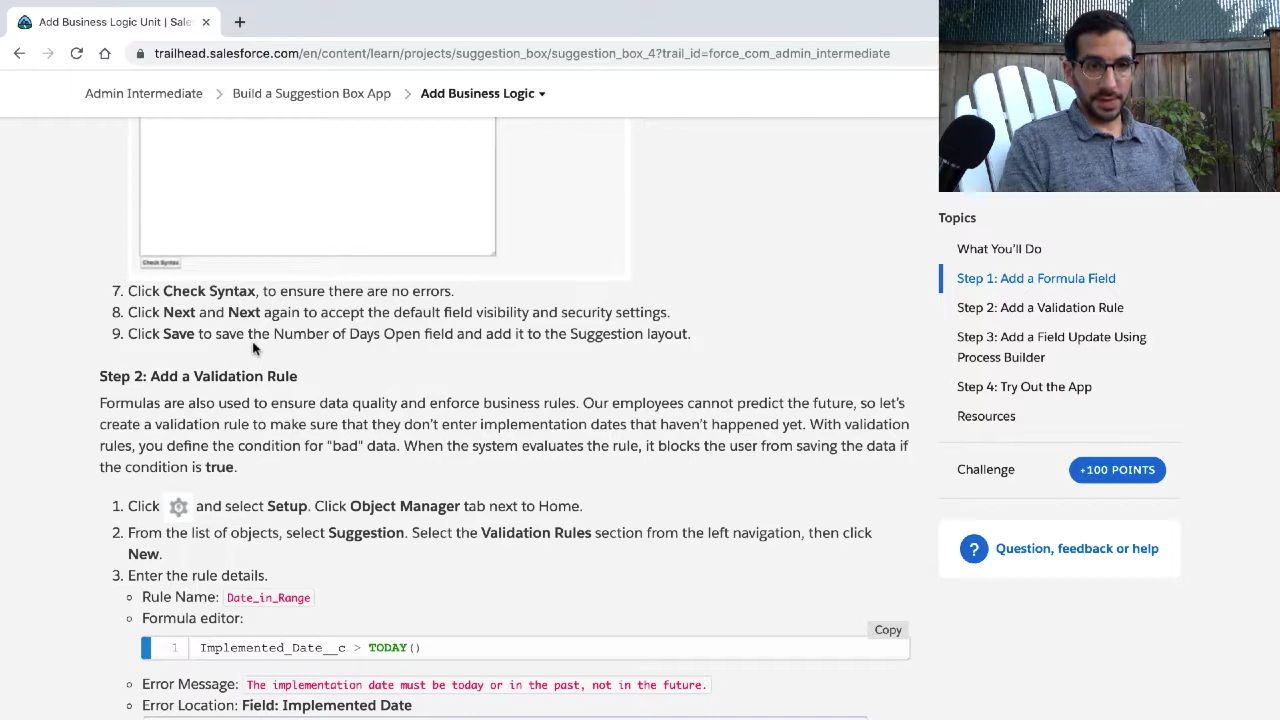 Add Business Logic Unit | Sales
trailhead.salesforce.com/en/content/learn/projects/suggestion_box/suggestion_box_4?trail_id=force_com_admin_intermediate
Admin Intermediate > Build a Suggestion Box App > Add Business Logic
Check Syntax
7. Click Check Syntax, to ensure there are no errors.
8. Click Next and Next again to accept the default field visibility and security settings.
9. Click Save to save the Number of Days Open field and add it to the Suggestion layout.
Step 2: Add a Validation Rule
Formulas are also used to ensure data quality and enforce business rules. Our employees cannot predict the future, so let's
create a validation rule to make sure that they don't enter implementation dates that haven't happened yet. With validation
rules, you define the condition for "bad" data. When the system evaluates the rule, it blocks the user from saving the data if
the condition is true.
1. Click and select Setup. Click Object Manager tab next to Home.
2. From the list of objects, select Suggestion. Select the Validation Rules section from the left navigation, then click
New.
3. Enter the rule details.
Rule Name: Date_in_Range
Formula editor:
Copy
1 Implemented_Date__c > TODAY()
Error Message: The implementation date must be today or in the past, not in the future.
Error Location: Field: Implemented Date
Topics
What You'll Do
Step 1: Add a Formula Field
Step 2: Add a Validation Rule
Step 3: Add a Field Update Using
Process Builder
Step 4: Try Out the App
Resources
Challenge +100 POINTS
? Question, feedback or help